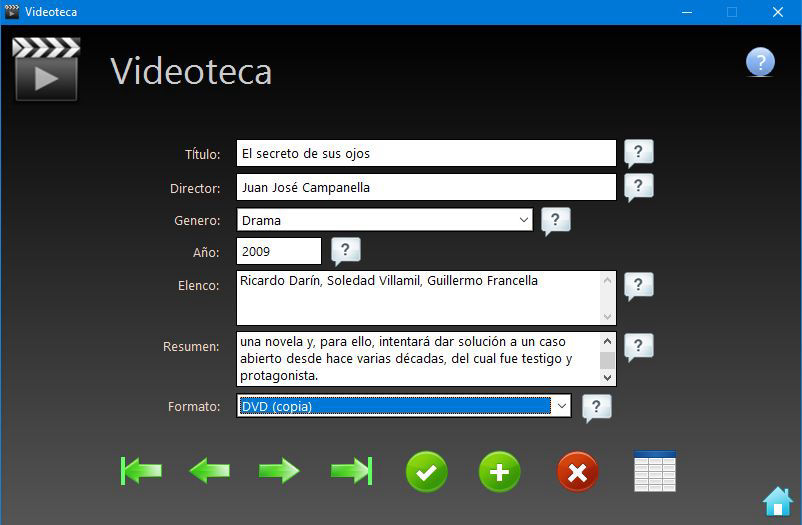 Videoteca
Videoteca
Título: El secreto de sus ojos
Director: Juan José Campanella
Genero: Drama
Año: 2009
Elenco: Ricardo Darín, Soledad Villamil, Guillermo Francella
Resumen: una novela y, para ello, intentará dar solución a un caso
abierto desde hace varias décadas, del cual fue testigo y
protagonista.
Formato: DVD (copia)